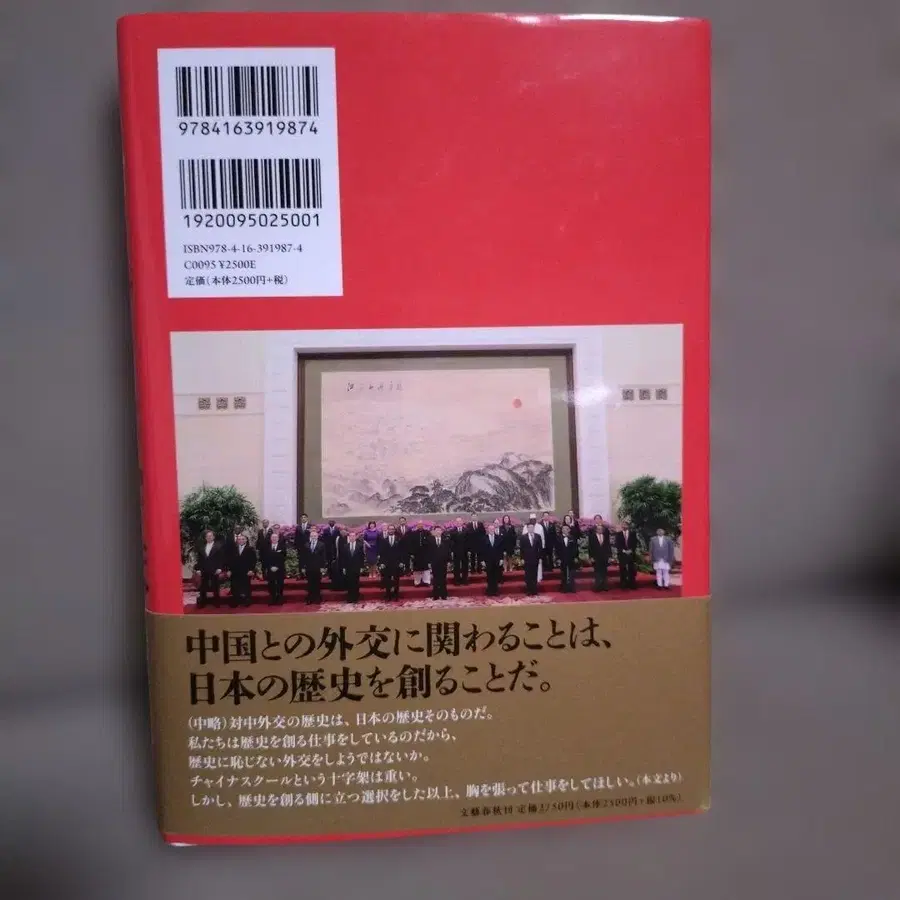 9784163919874
1920095025001
ISBN978-4-16-391987-4
C0095 ¥2500E
定価(本体2500円+税)
中国との外交に関わることは、
日本の歴史を創ることだ。
(中略)対中外交の歴史は、日本の歴史そのものだ。
私たちは歴史を創る仕事をしているのだから、
歴史に恥じない外交をしようではないか。
チャイナスクールという十字架は重い。
しかし、歴史を創る側に立つ選択をした以上、胸を張って仕事をしてほしい。(本文より)
文藝春秋刊 定価2750円(本体2500円+税10%)